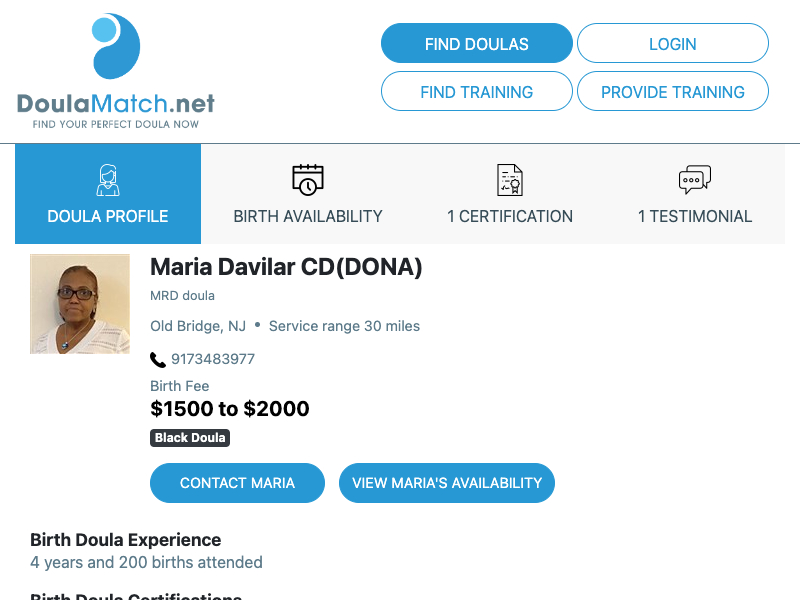 DoulaMatch.net
FIND YOUR PERFECT DOULA NOW
FIND DOULAS
LOGIN
FIND TRAINING
PROVIDE TRAINING
DOULA PROFILE
BIRTH AVAILABILITY
1 CERTIFICATION
1 TESTIMONIAL
Maria Davilar CD(DONA)
MRD doula
Old Bridge, NJ • Service range 30 miles
9173483977
Birth Fee
$1500 to $2000
Black Doula
CONTACT MARIA
VIEW MARIA'S AVAILABILITY
Birth Doula Experience
4 years and 200 births attended
Birth Doula Certifications